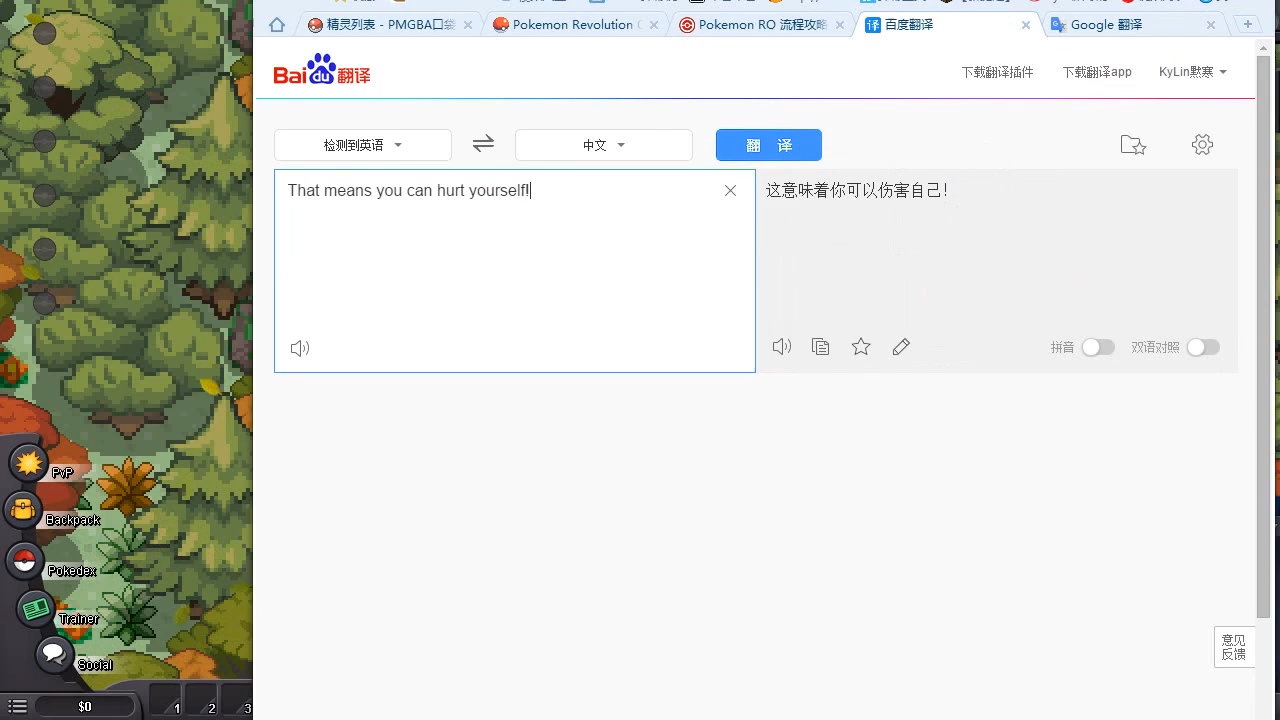 精灵列表 - PMGBA口袋
Pokemon Revolution
Pokemon RO 流程攻略
百度翻译
Google 翻译
Bai du 翻译
下载翻译插件
下载翻译app
KyLin默寒
检测到英语
中文
翻 译
That means you can hurt yourself!
这意味着你可以伤害自己！
拼音
双语对照
PvP
Backpack
Pokedex
Trainer
Social
意见
反馈
$0
1
2
3